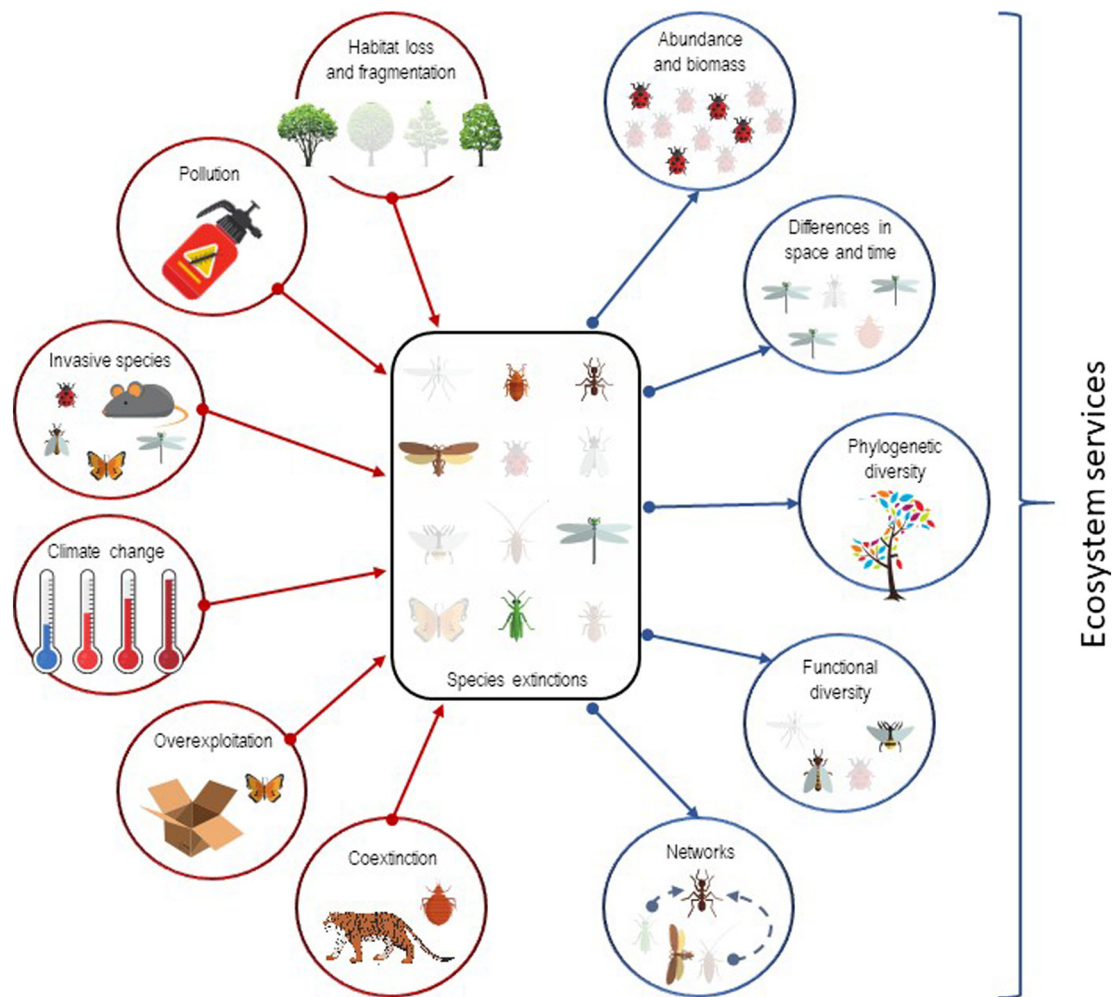 Habitat loss
and fragmentation
Abundance
and biomass
Pollution
Differences in
space and time
Invasive species
Phylogenetic
diversity
Climate change
Species extinctions
Functional
diversity
Overexploitation
Coextinction
Networks
Ecosystem services